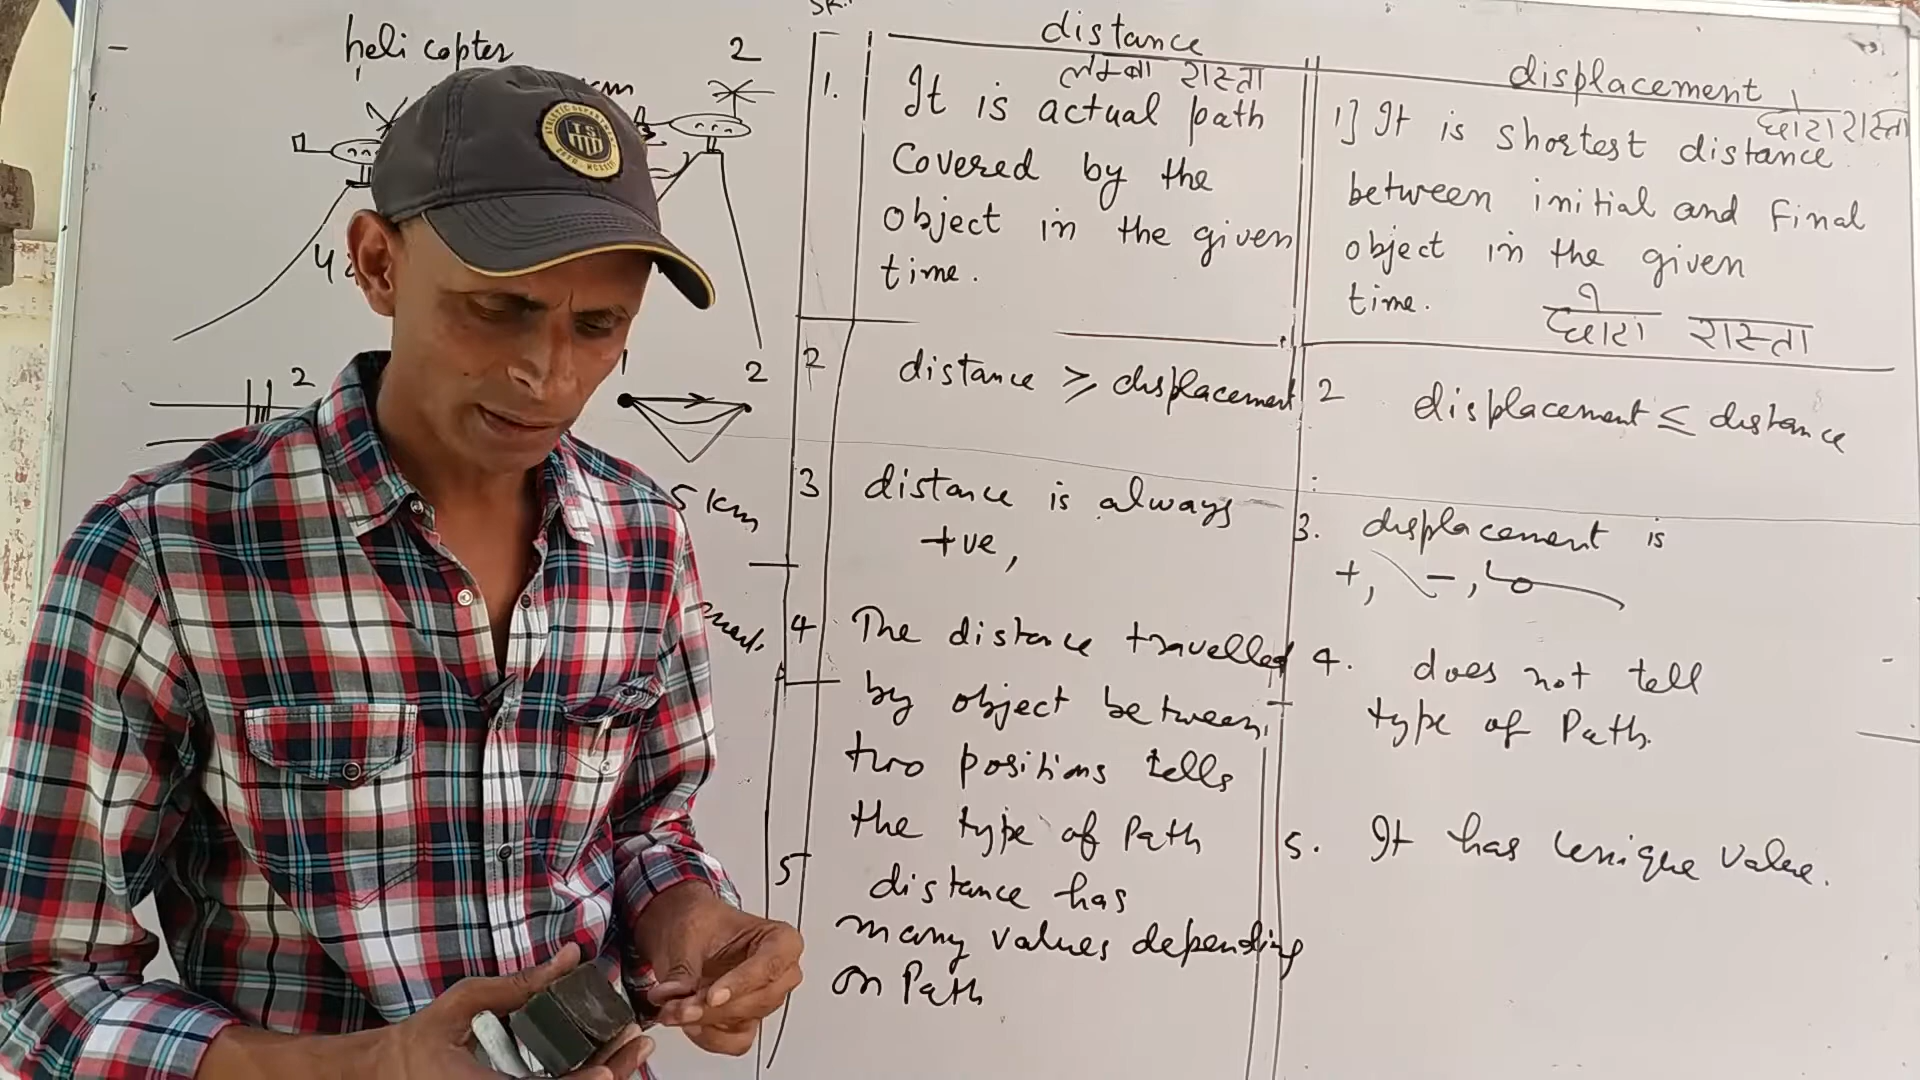 helicopter
2
2
1
2
5 km
distance
लम्बा रास्ता
1.
It is actual path
Covered by the
object in the given
time.
2
distance ⩾ displacement
3
distance is always
+ve,
4
The distance travelled
by object between
two positions tells
the type of Path
5
distance has
many values depending
on Path
displacement
छोटा रास्ता
1] It is shortest distance
between initial and final
object in the given
time.
छोटा रास्ता
2
displacement ≤ distance
3. displacement is
+, -, 0
4. does not tell
type of Path.
5. It has unique value.